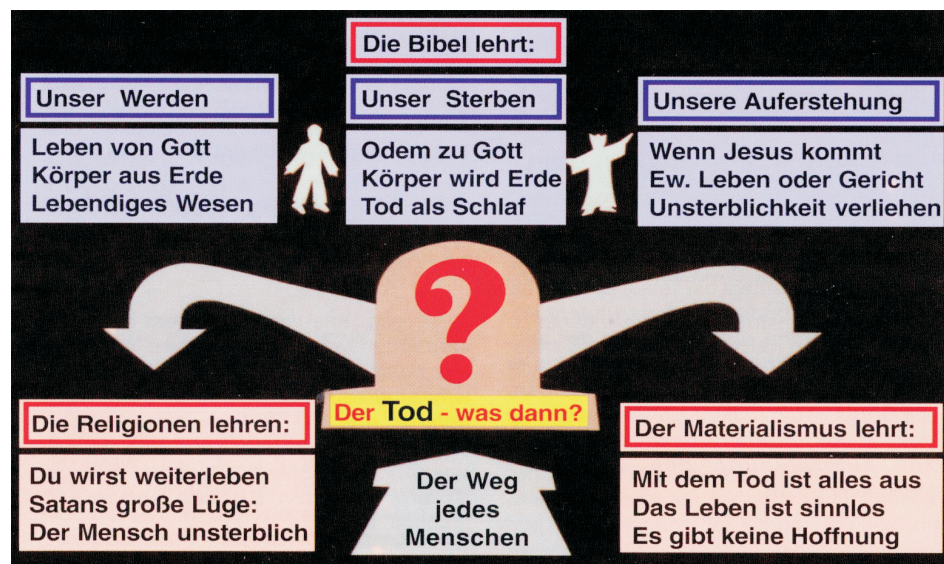 Die Bibel lehrt:
Unser Werden
Leben von Gott
Körper aus Erde
Lebendiges Wesen
Unser Sterben
Odem zu Gott
Körper wird Erde
Tod als Schlaf
Unsere Auferstehung
Wenn Jesus kommt
Ew. Leben oder Gericht
Unsterblichkeit verliehen
?
Der Tod - was dann?
Die Religionen lehren:
Du wirst weiterleben
Satans große Lüge:
Der Mensch unsterblich
Der Weg
jedes
Menschen
Der Materialismus lehrt:
Mit dem Tod ist alles aus
Das Leben ist sinnlos
Es gibt keine Hoffnung